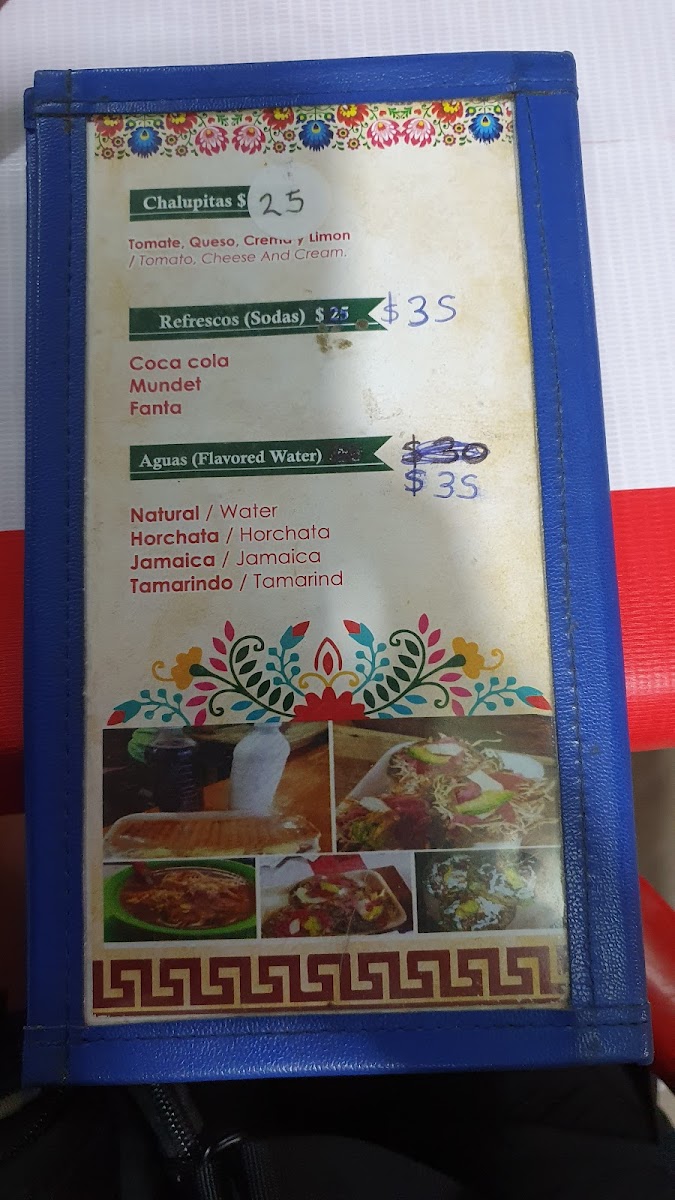 Chalupitas $ 25
Tomate, Queso, Crema y Limon
/ Tomato, Cheese And Cream.
Refrescos (Sodas) $ 25 $35
Coca cola
Mundet
Fanta
Aguas (Flavored Water) $30
$35
Natural / Water
Horchata / Horchata
Jamaica / Jamaica
Tamarindo / Tamarind